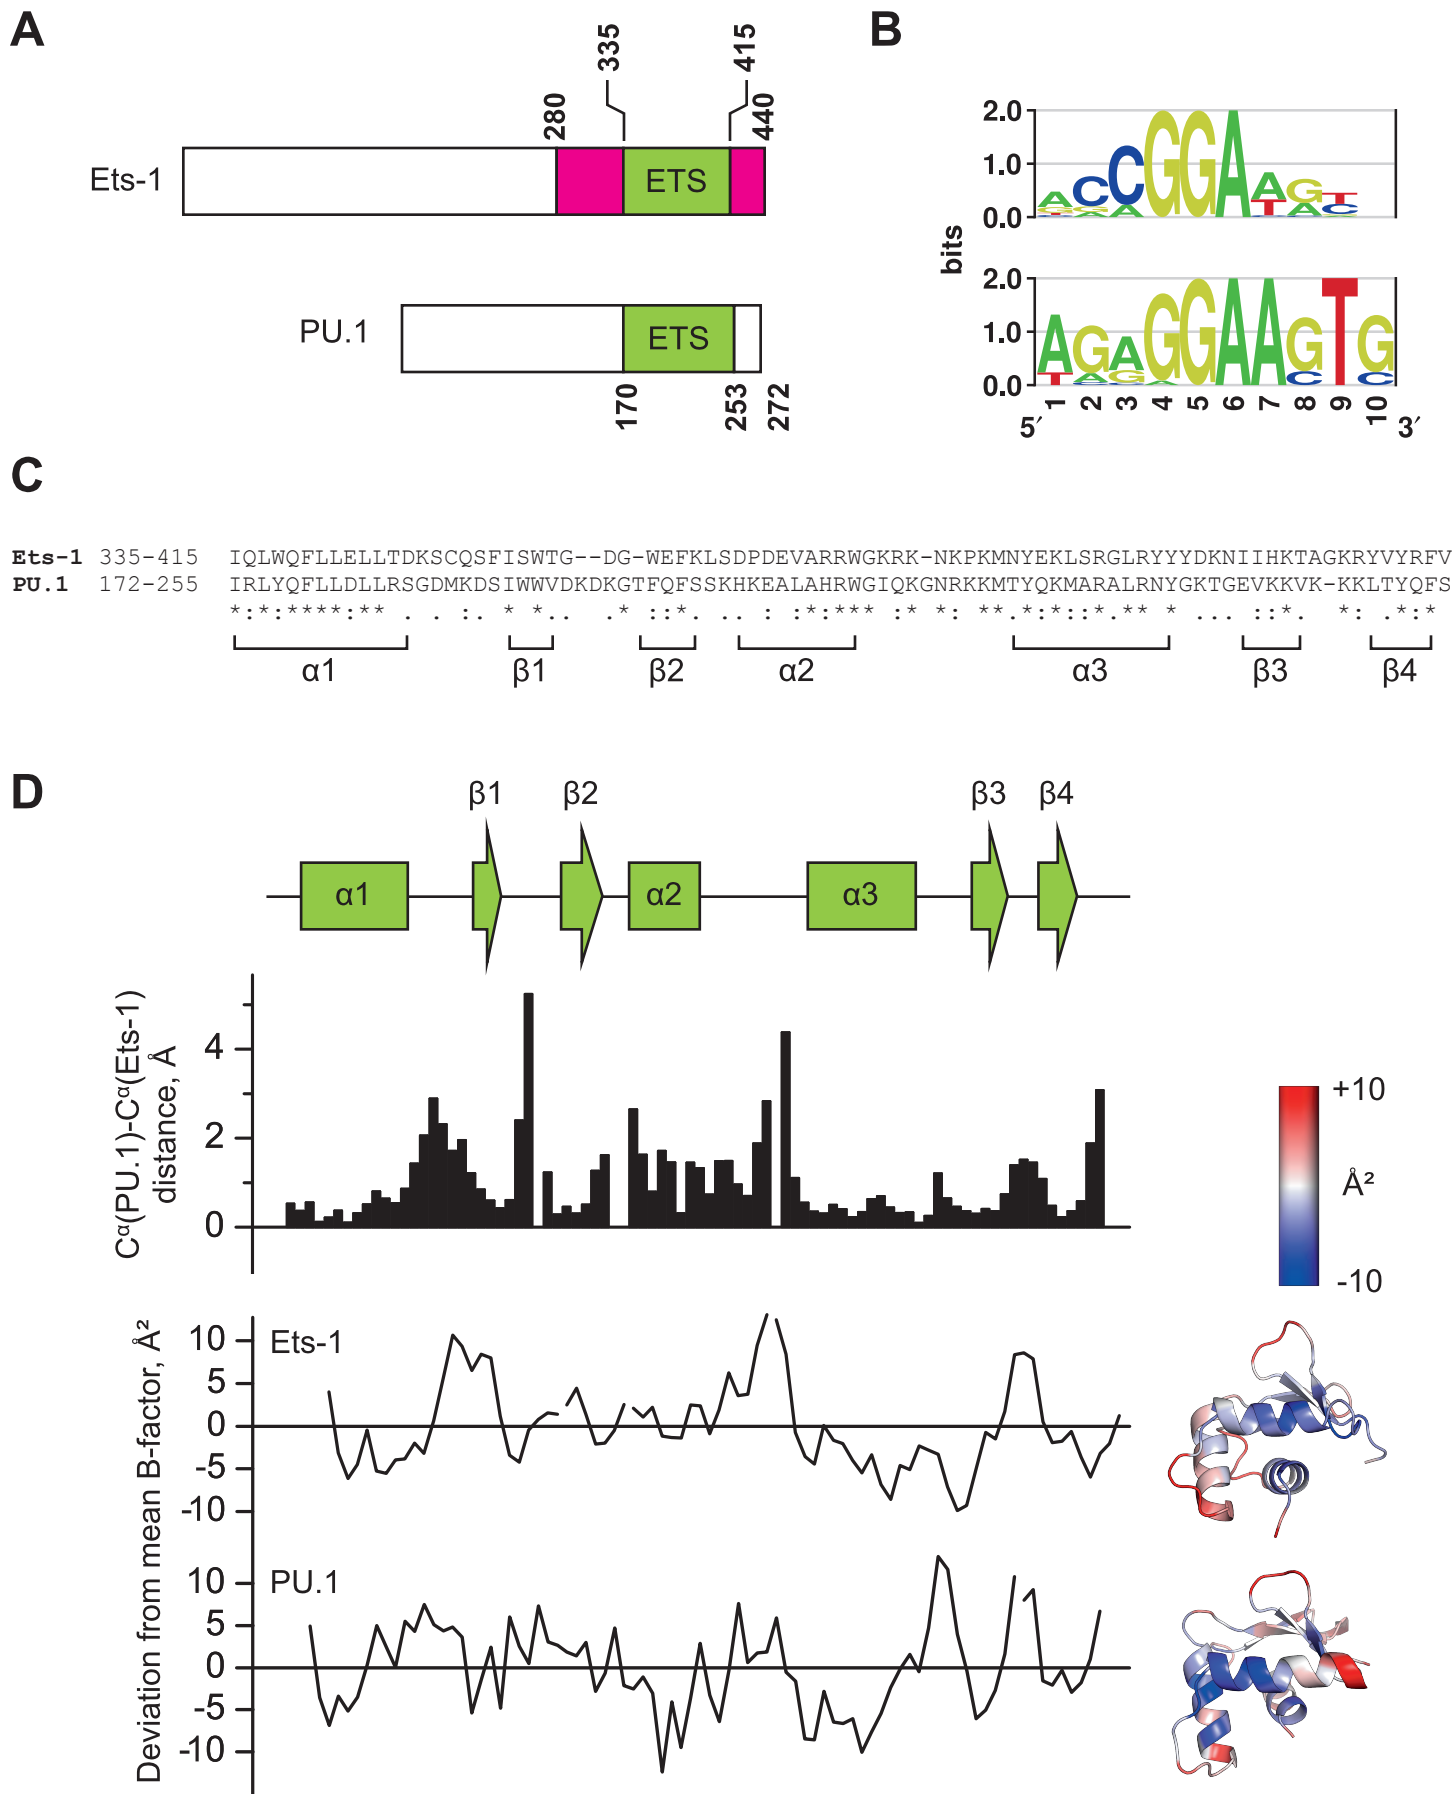 A
B
335
415
280
440
Ets-1
ETS
PU.1
ETS
170
253
272
bits
2.0
1.0
0.0
2.0
1.0
0.0
1 2 3 4 5 6 7 8 9 10
5′
3′
C
Ets-1 335-415 IQLWQFLLELLTDKSCQSFISWTG--DG-WEFKLSDPDEVARRWGKRK-NKPKMNYEKLSRGLRYYYDKNIIHKTAGKRYVYRFV
PU.1 172-255 IRLYQFLLDLLRSGDMKDSIWWVDKDKGTFQFSSKHKEALAHRWGIQKGNRKKMTYQKMARALRNYGKTGEVKKVK-KKLTYQFS
α1 β1 β2 α2 α3 β3 β4
D
β1 β2 β3 β4
α1 α2 α3
Cα(PU.1)-Cα(Ets-1)
distance, Å
4
2
0
+10
Å²
-10
Deviation from mean B-factor, Å²
Ets-1
10
5
0
-5
-10
PU.1
10
5
0
-5
-10